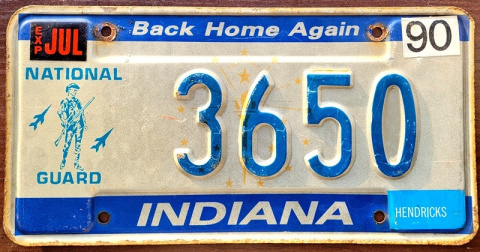 Back Home Again
EXP JUL
90
NATIONAL
GUARD
3650
INDIANA
HENDRICKS